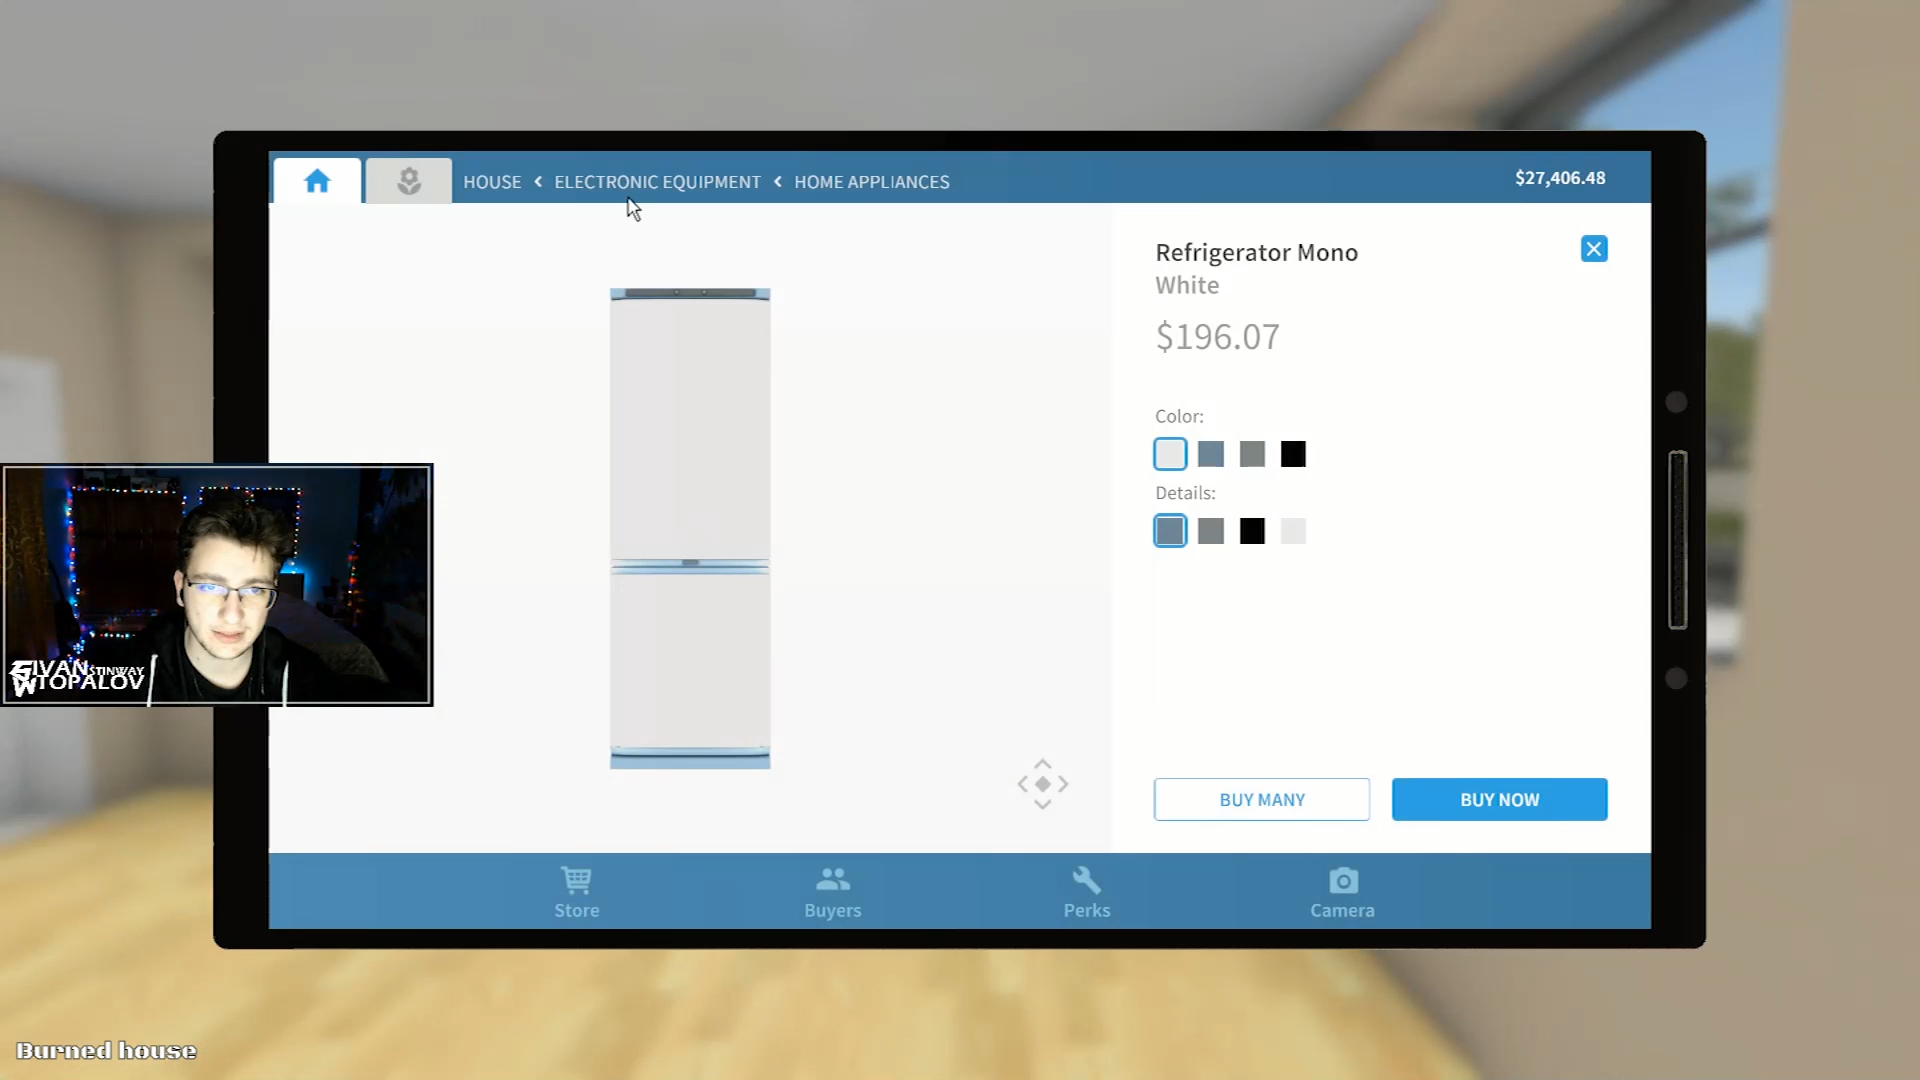 HOUSE < ELECTRONIC EQUIPMENT < HOME APPLIANCES
$27,406.48
Refrigerator Mono
White
$196.07
Color:
Details:
BUY MANY
BUY NOW
Store
Buyers
Perks
Camera
IVAN STINWAY
TOPALOV
Burned house